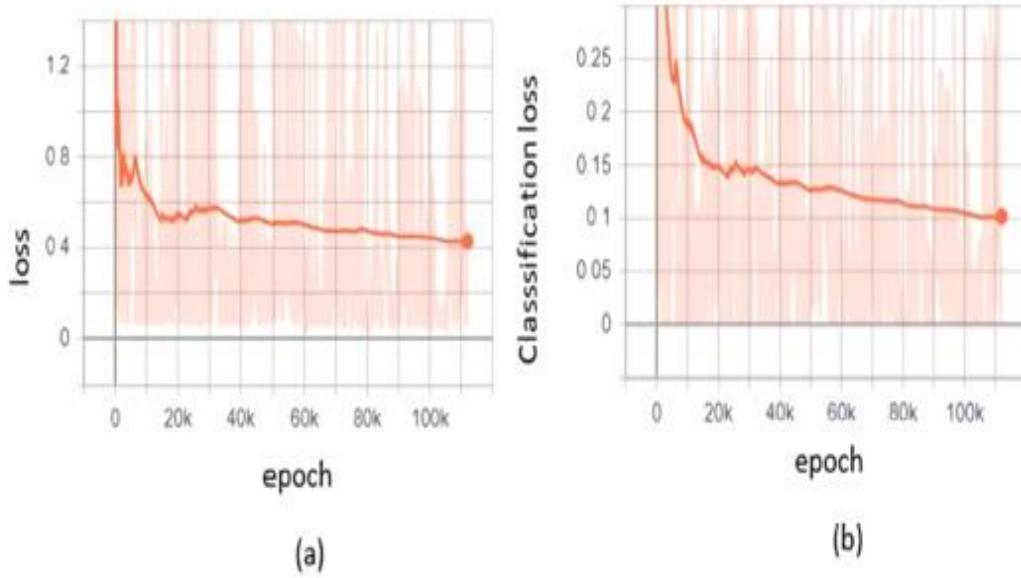 loss
1.2
0.8
0.4
0
0
20k
40k
60k
80k
100k
epoch
(a)
Classsification loss
0.25
0.2
0.15
0.1
0.05
0
0
20k
40k
60k
80k
100k
epoch
(b)